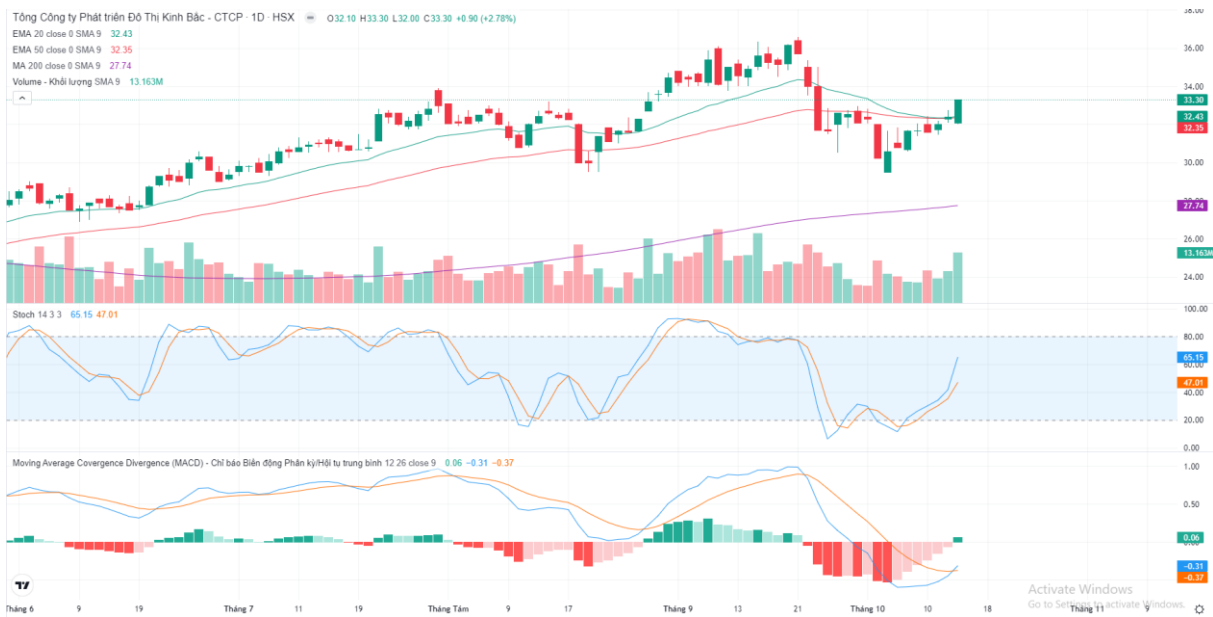 Tổng Công ty Phát triển Đô Thị Kinh Bắc - CTCP · 1D · HSX O32.10 H33.30 L32.00 C33.30 +0.90 (+2.78%)
EMA 20 close 0 SMA 9 32.43
EMA 50 close 0 SMA 9 32.35
MA 200 close 0 SMA 9 27.74
Volume - Khối lượng SMA 9 13.163M
38.00
36.00
34.00
33.30
32.43
32.35
30.00
28.00
27.74
26.00
13.163M
24.00
Stoch 14 3 3 65.15 47.01
100.00
80.00
65.15
60.00
47.01
40.00
20.00
0.00
Moving Average Covergence Divergence (MACD) - Chỉ báo Biến động Phân kỳ/Hội tụ trung bình 12 26 close 9 0.06 −0.31 −0.37
1.00
0.50
0.06
0.00
−0.31
−0.37
Activate Windows
Go to Settings to activate Windows.
Tháng 6 9 19 Tháng 7 11 19 Tháng Tám 9 17 Tháng 9 13 21 Tháng 10 10 18 Tháng 11 9